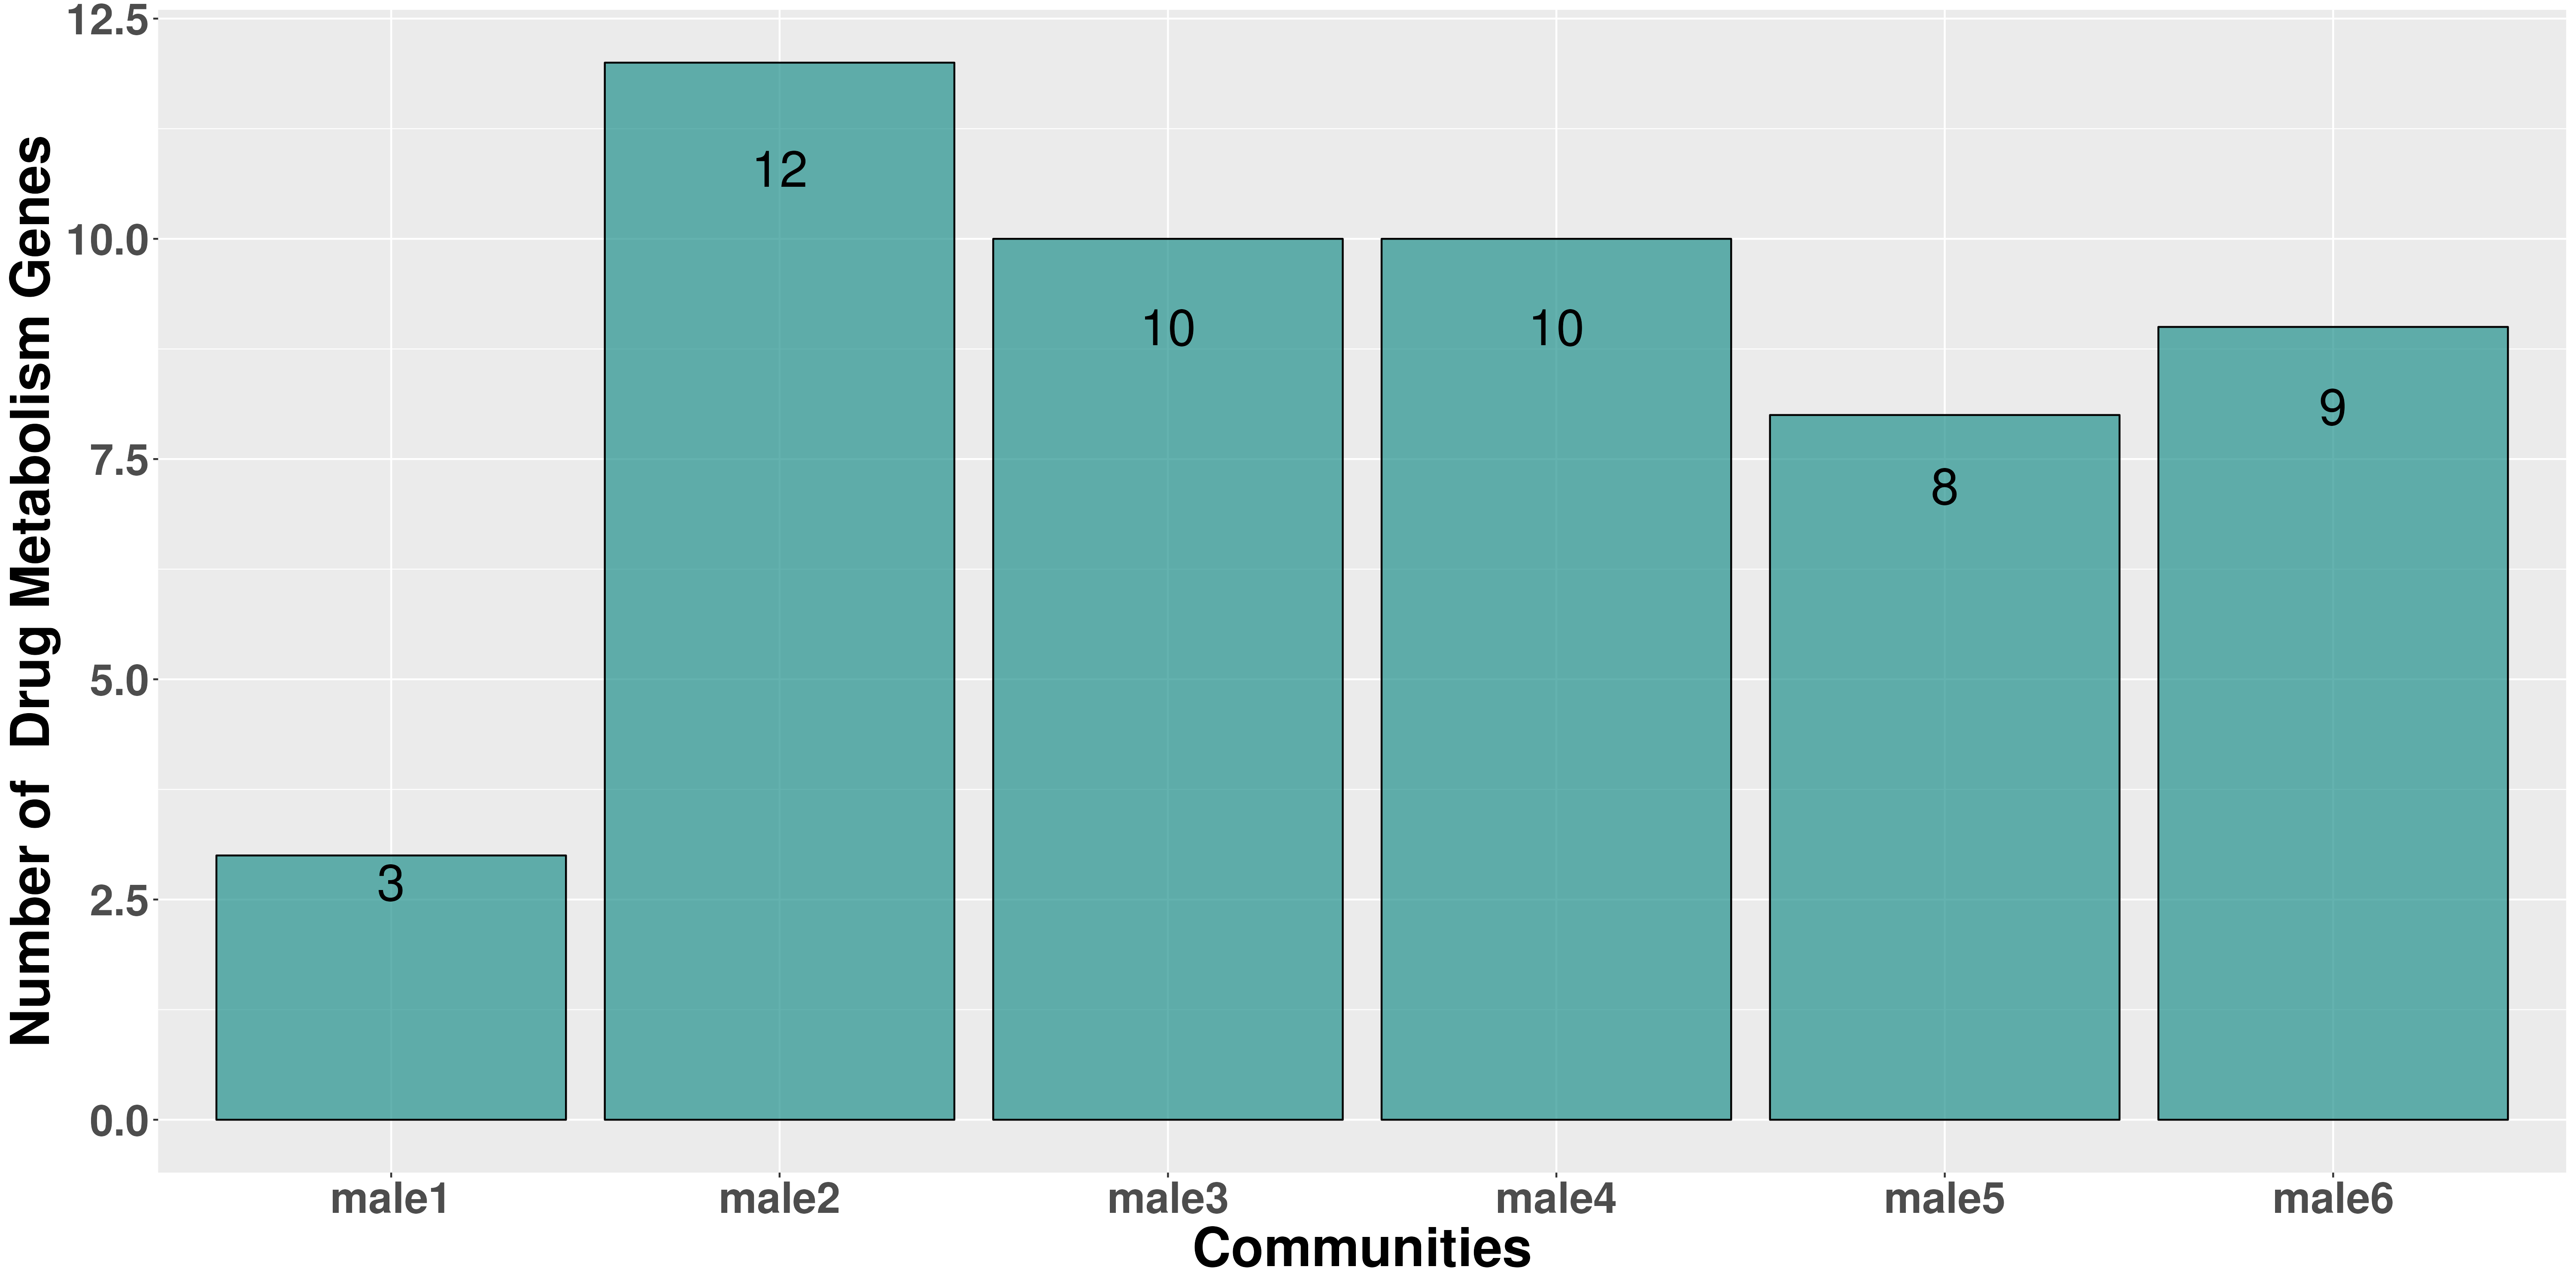 Number of  Drug Metabolism Genes
12.5
10.0
7.5
5.0
2.5
0.0
3
12
10
10
8
9
male1
male2
male3
male4
male5
male6
Communities